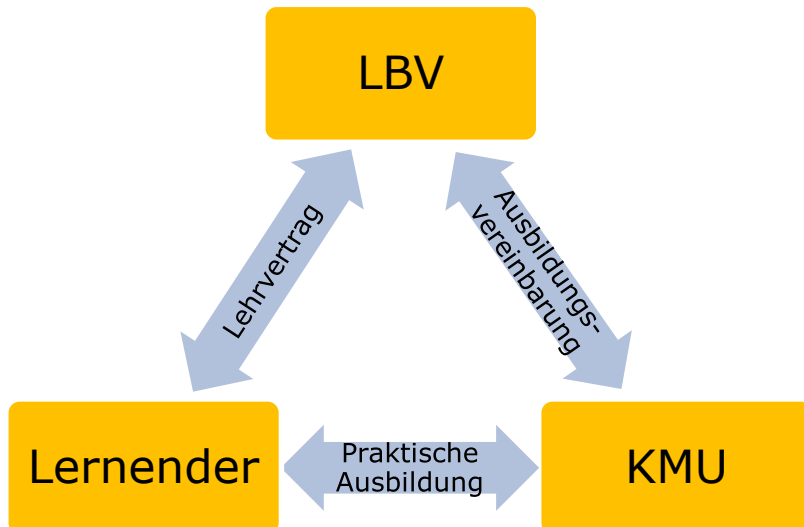 LBV
Lehrvertrag
Ausbildungs-
vereinbarung
Lernender
Praktische
Ausbildung
KMU